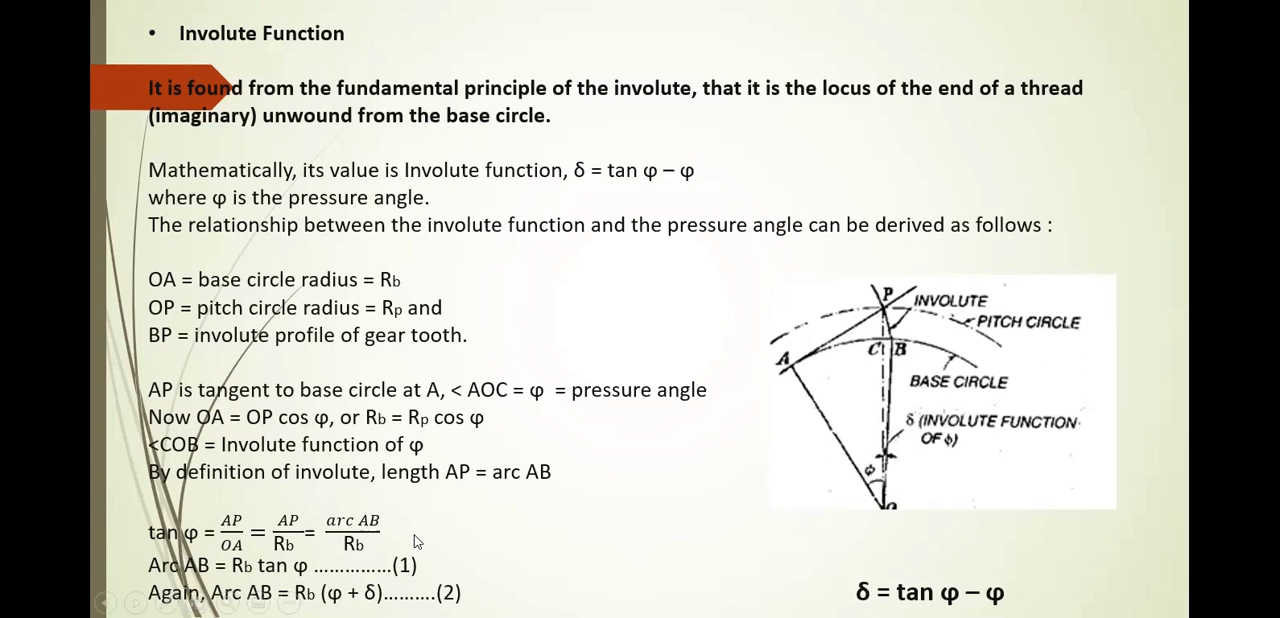 • Involute Function
It is found from the fundamental principle of the involute, that it is the locus of the end of a thread
(imaginary) unwound from the base circle.
Mathematically, its value is Involute function, δ = tan φ – φ
where φ is the pressure angle.
The relationship between the involute function and the pressure angle can be derived as follows :
OA = base circle radius = Rb
OP = pitch circle radius = Rp and
BP = involute profile of gear tooth.
AP is tangent to base circle at A, < AOC = φ = pressure angle
Now OA = OP cos φ, or Rb = Rp cos φ
<COB = Involute function of φ
By definition of involute, length AP = arc AB
tan φ = AP/OA = AP/Rb = arc AB/Rb
Arc AB = Rb tan φ ...............(1)
Again, Arc AB = Rb (φ + δ)..........(2)
P
INVOLUTE
PITCH CIRCLE
A
C B
BASE CIRCLE
δ (INVOLUTE FUNCTION
OF φ)
Φ
O
δ = tan φ – φ